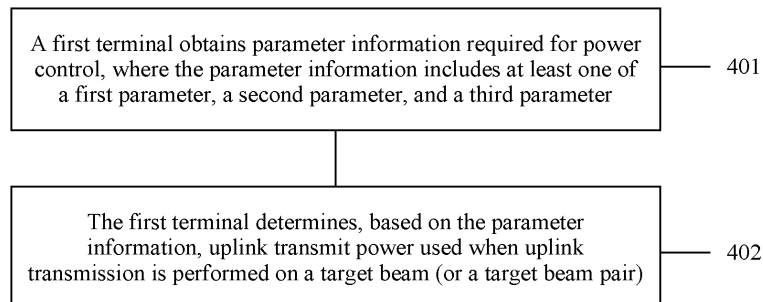 A first terminal obtains parameter information required for power
control, where the parameter information includes at least one of
a first parameter, a second parameter, and a third parameter
401
The first terminal determines, based on the parameter
information, uplink transmit power used when uplink
transmission is performed on a target beam (or a target beam pair)
402